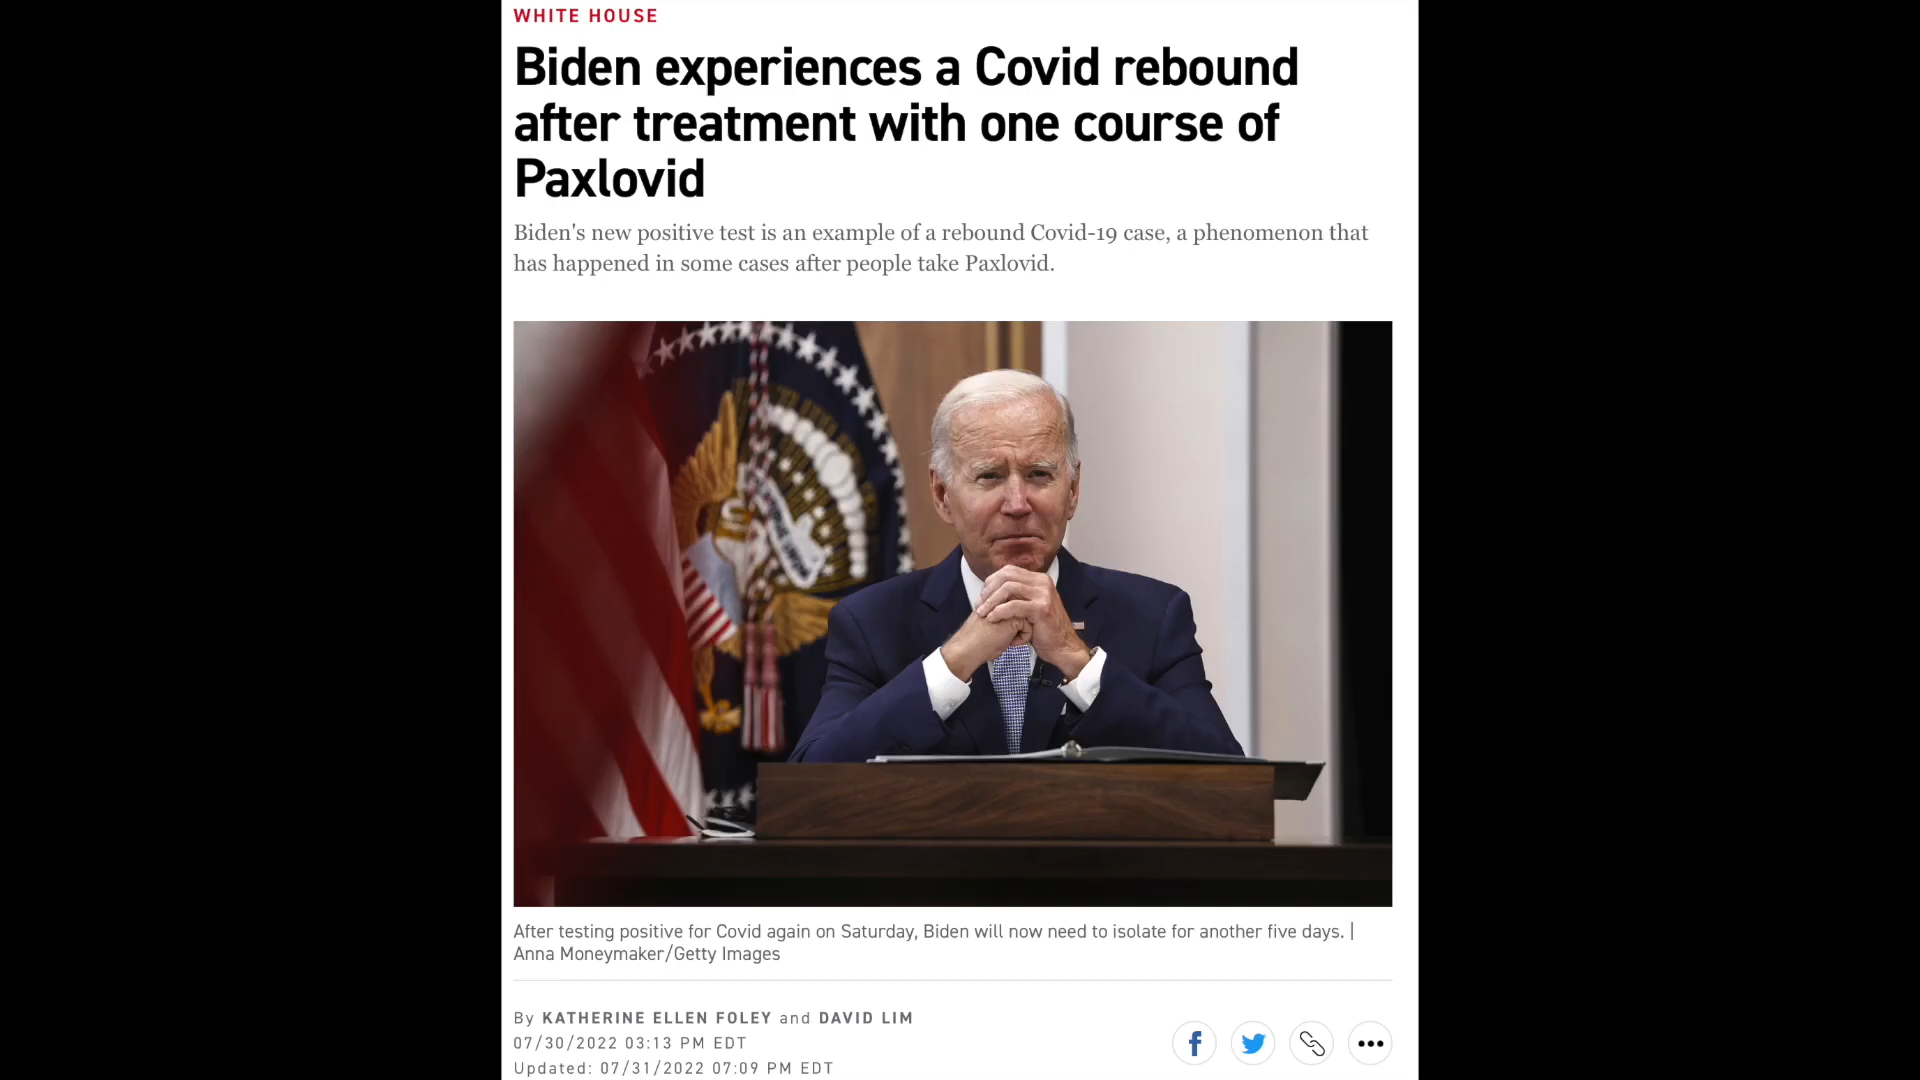 WHITE HOUSE
Biden experiences a Covid rebound
after treatment with one course of
Paxlovid
Biden's new positive test is an example of a rebound Covid-19 case, a phenomenon that
has happened in some cases after people take Paxlovid.
After testing positive for Covid again on Saturday, Biden will now need to isolate for another five days. |
Anna Moneymaker/Getty Images
By KATHERINE ELLEN FOLEY and DAVID LIM
07/30/2022 03:13 PM EDT
Updated: 07/31/2022 07:09 PM EDT